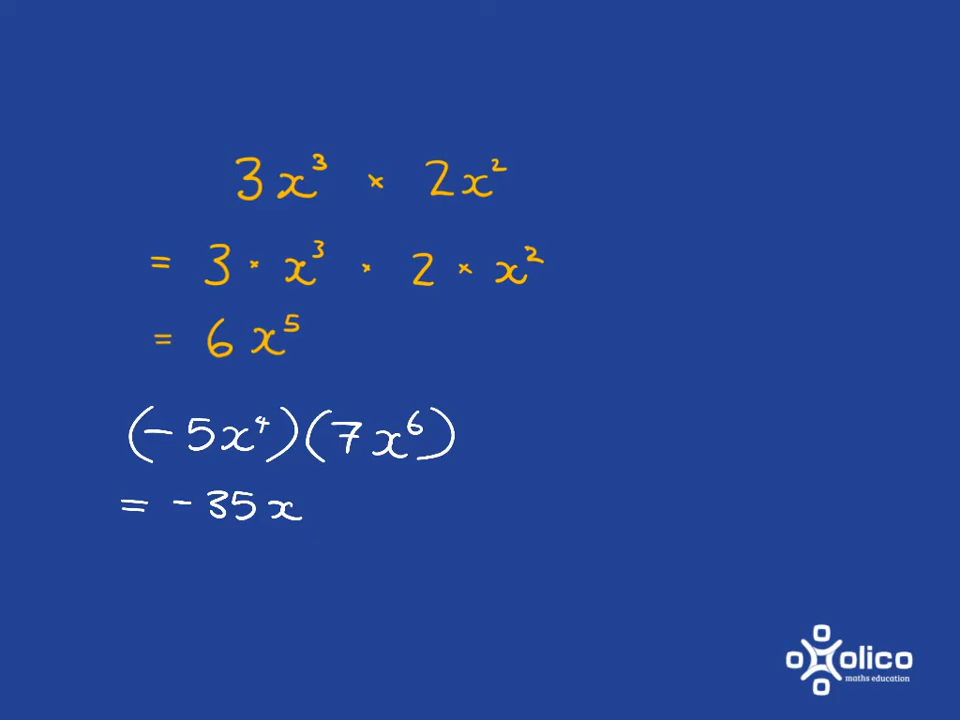 3x³ × 2x²
= 3 × x³ × 2 × x²
= 6x⁵
(-5x⁴)(7x⁶)
= -35x
olico
maths education